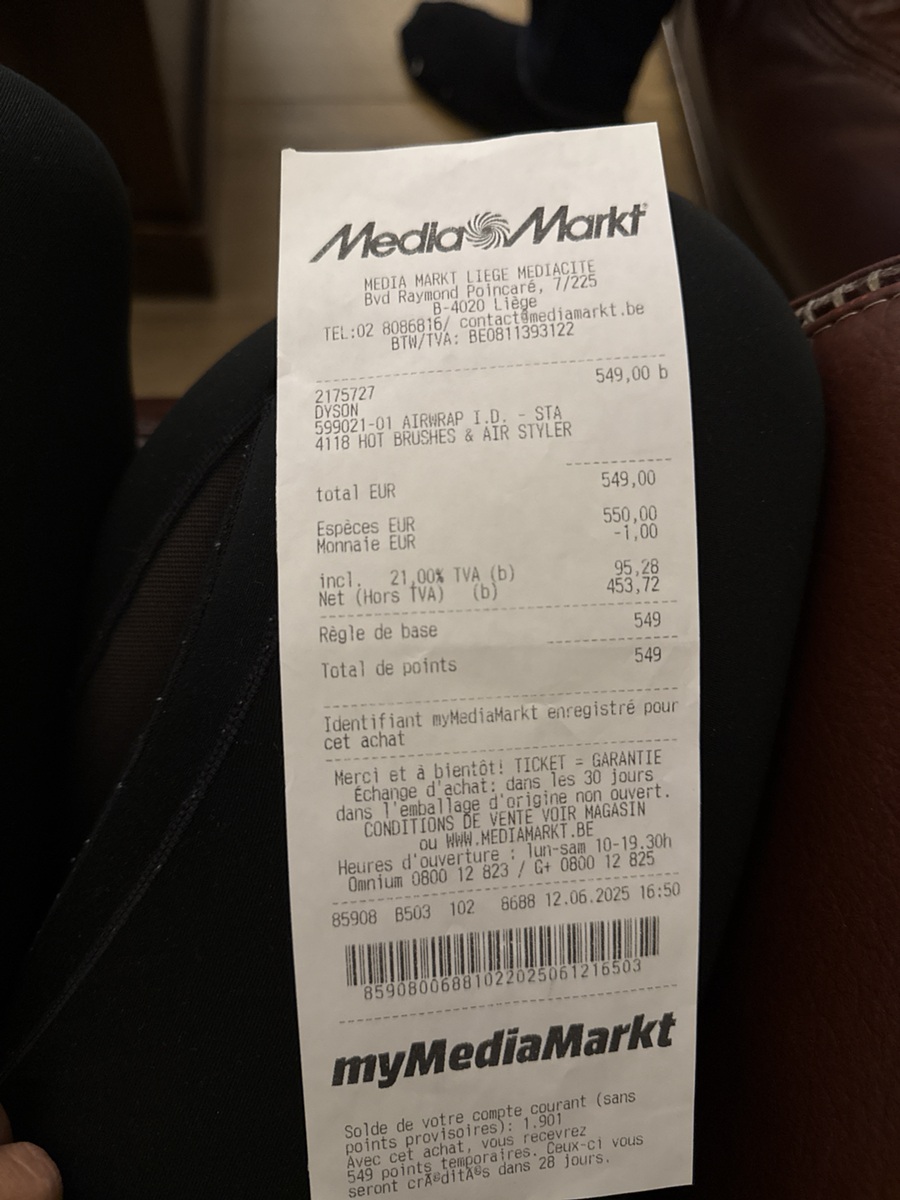 Media Markt
MEDIA MARKT LIEGE MEDIACITE
Bvd Raymond Poincaré, 7/225
B-4020 Liège
TEL:02 8086816/ contact@mediamarkt.be
BTW/TVA: BE0811393122
2175727 549,00 b
DYSON
599021-01 AIRWRAP I.D. - STA
4118 HOT BRUSHES & AIR STYLER
total EUR 549,00
Espèces EUR 550,00
Monnaie EUR -1,00
incl. 21,00% TVA (b) 95,28
Net (Hors TVA) (b) 453,72
Règle de base 549
Total de points 549
Identifiant myMediaMarkt enregistré pour
cet achat
Merci et à bientôt! TICKET = GARANTIE
Échange d'achat: dans les 30 jours
dans l'emballage d'origine non ouvert.
CONDITIONS DE VENTE VOIR MAGASIN
ou WWW.MEDIAMARKT.BE
Heures d'ouverture : lun-sam 10-19.30h
Omnium 0800 12 823 / G+ 0800 12 825
85908 B503 102 8688 12.06.2025 16:50
8590800688102202506121 6503
myMediaMarkt
Solde de votre compte courant (sans
points provisoires): 1.901
Avec cet achat, vous recevrez
549 points temporaires. Ceux-ci vous
seront crÃ©ditÃ©s dans 28 jours.